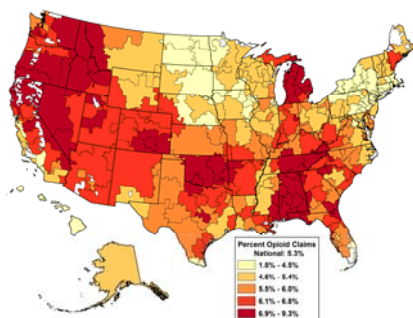 Percent Opioid Claims
National: 5.3%
1.8% - 4.5%
4.6% - 5.4%
5.5% - 6.0%
6.1% - 6.8%
6.9% - 9.3%